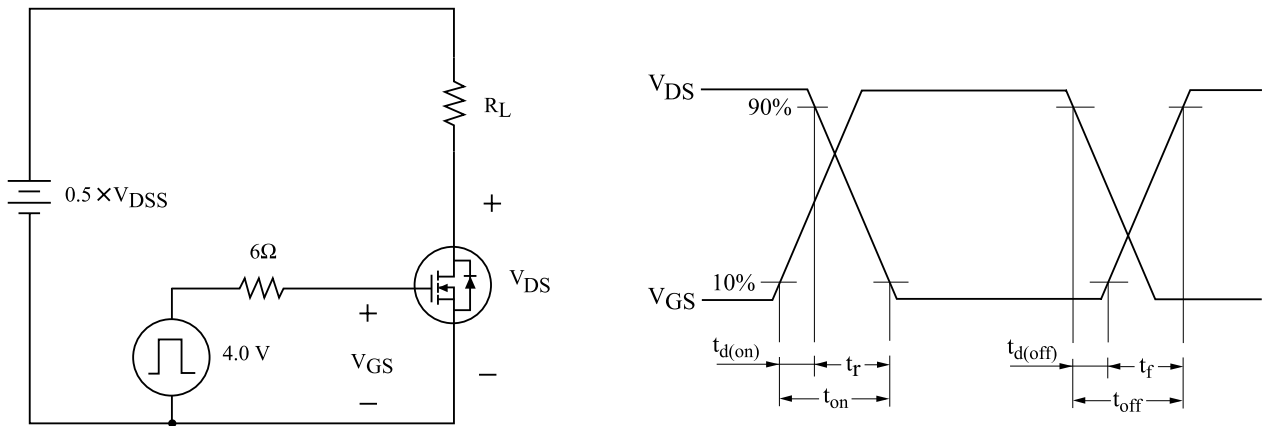 R_L
0.5 × V_DSS
+
6Ω
V_DS
+
4.0 V
V_GS
−
−
V_DS
90%
10%
V_GS
t_d(on)
t_r
t_on
t_d(off)
t_f
t_off